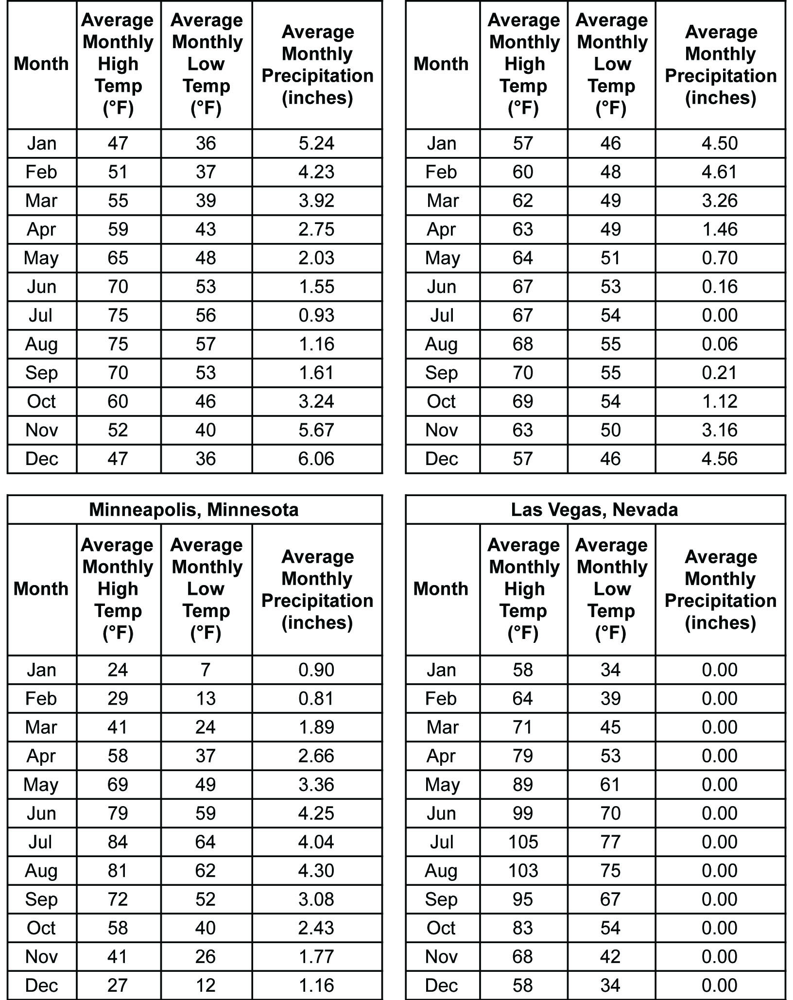 Month | Average Monthly High Temp (°F) | Average Monthly Low Temp (°F) | Average Monthly Precipitation (inches)
Jan 47 36 5.24
Feb 51 37 4.23
Mar 55 39 3.92
Apr 59 43 2.75
May 65 48 2.03
Jun 70 53 1.55
Jul 75 56 0.93
Aug 75 57 1.16
Sep 70 53 1.61
Oct 60 46 3.24
Nov 52 40 5.67
Dec 47 36 6.06
Month | Average Monthly High Temp (°F) | Average Monthly Low Temp (°F) | Average Monthly Precipitation (inches)
Jan 57 46 4.50
Feb 60 48 4.61
Mar 62 49 3.26
Apr 63 49 1.46
May 64 51 0.70
Jun 67 53 0.16
Jul 67 54 0.00
Aug 68 55 0.06
Sep 70 55 0.21
Oct 69 54 1.12
Nov 63 50 3.16
Dec 57 46 4.56
Minneapolis, Minnesota
Month | Average Monthly High Temp (°F) | Average Monthly Low Temp (°F) | Average Monthly Precipitation (inches)
Jan 24 7 0.90
Feb 29 13 0.81
Mar 41 24 1.89
Apr 58 37 2.66
May 69 49 3.36
Jun 79 59 4.25
Jul 84 64 4.04
Aug 81 62 4.30
Sep 72 52 3.08
Oct 58 40 2.43
Nov 41 26 1.77
Dec 27 12 1.16
Las Vegas, Nevada
Month | Average Monthly High Temp (°F) | Average Monthly Low Temp (°F) | Average Monthly Precipitation (inches)
Jan 58 34 0.00
Feb 64 39 0.00
Mar 71 45 0.00
Apr 79 53 0.00
May 89 61 0.00
Jun 99 70 0.00
Jul 105 77 0.00
Aug 103 75 0.00
Sep 95 67 0.00
Oct 83 54 0.00
Nov 68 42 0.00
Dec 58 34 0.00